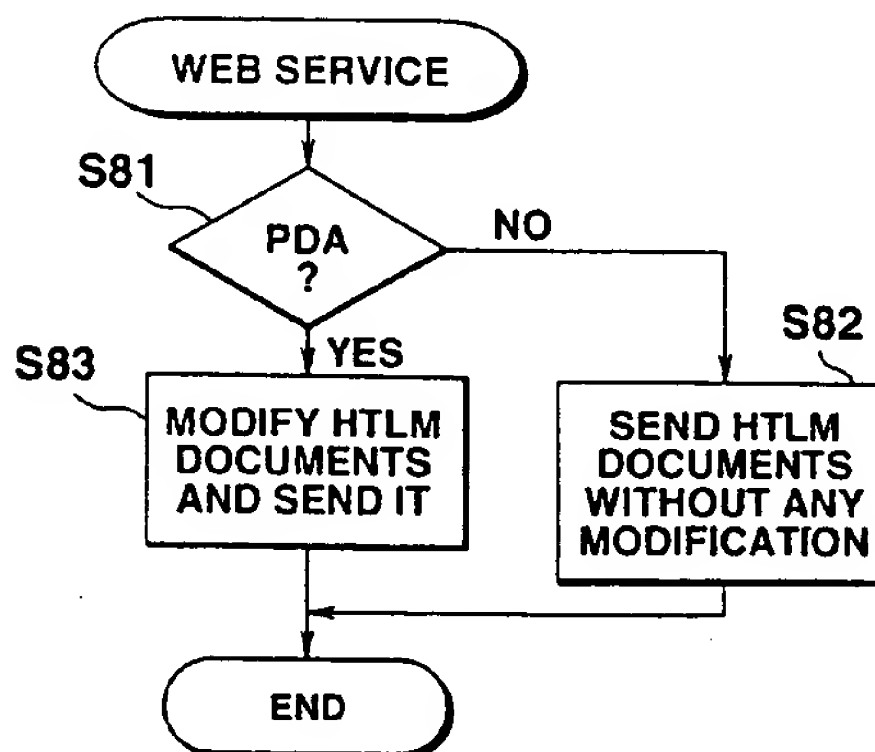 WEB SERVICE
S81
PDA
?
NO
YES
S83
MODIFY HTLM
DOCUMENTS
AND SEND IT
S82
SEND HTLM
DOCUMENTS
WITHOUT ANY
MODIFICATION
END